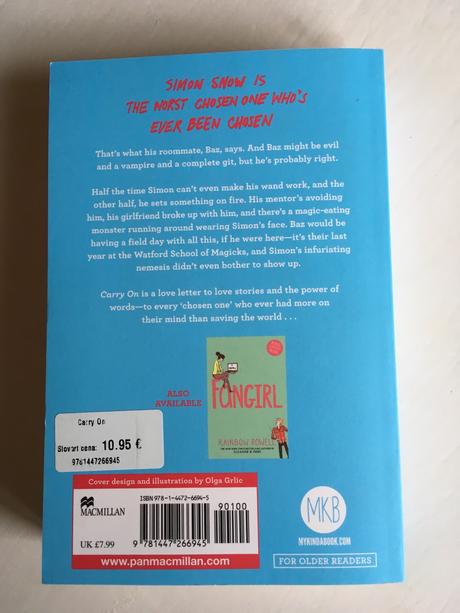 SIMON SNOW IS
THE WORST CHOSEN ONE WHO'S
EVER BEEN CHOSEN
That's what his roommate, Baz, says. And Baz might be evil
and a vampire and a complete git, but he's probably right.
Half the time Simon can't even make his wand work, and the
other half, he sets something on fire. His mentor's avoiding
him, his girlfriend broke up with him, and there's a magic-eating
monster running around wearing Simon's face. Baz would be
having a field day with all this, if he were here—it's their last
year at the Watford School of Magicks, and Simon's infuriating
nemesis didn't even bother to show up.
Carry On is a love letter to love stories and the power of
words—to every 'chosen one' who ever had more on
their mind than saving the world . . .
ALSO
AVAILABLE
FANGIRL
RAINBOW ROWELL
Carry On
Slovart cena: 10.95 €
9781447266945
Cover design and illustration by Olga Grlic
MACMILLAN
UK £7.99
ISBN 978-1-4472-6694-5
90100
9 781447 266945
www.panmacmillan.com
MKB
MYKINDABOOK.COM
FOR OLDER READERS